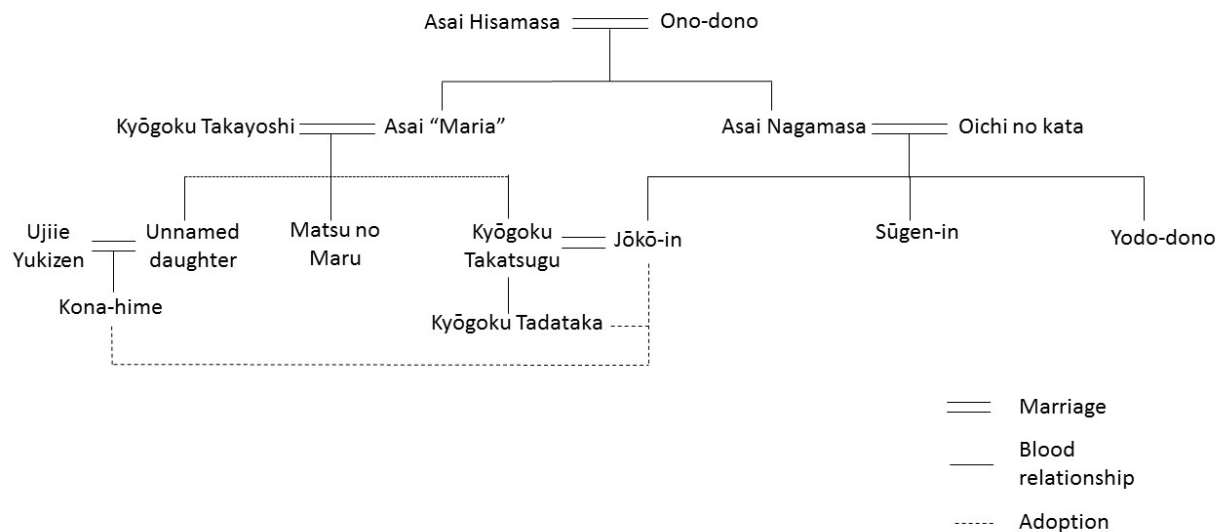 Asai Hisamasa
Ono-dono
Kyōgoku Takayoshi
Asai “Maria”
Asai Nagamasa
Oichi no kata
Ujiie
Yukizen
Unnamed
daughter
Matsu no
Maru
Kyōgoku
Takatsugu
Jōkō-in
Sūgen-in
Yodo-dono
Kona-hime
Kyōgoku Tadataka
Marriage
Blood
relationship
Adoption